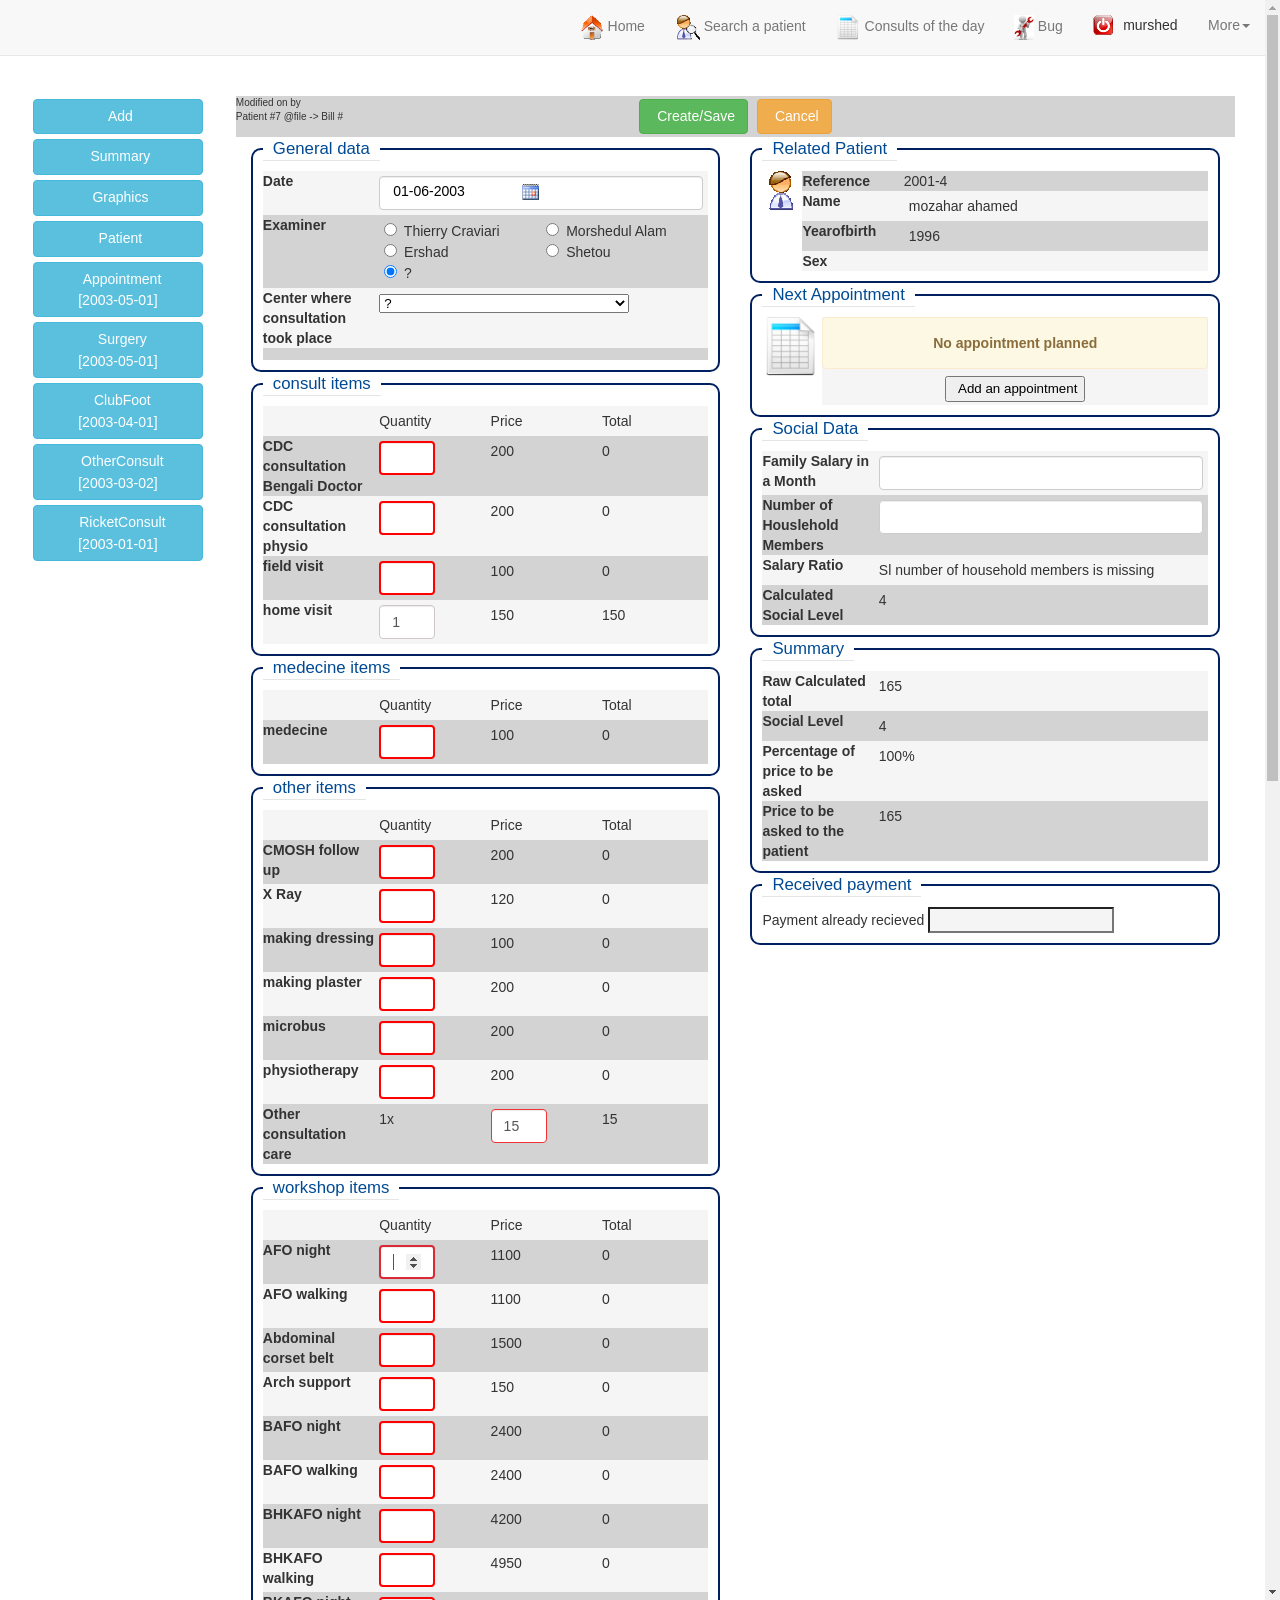 Home
Search a patient
Consults of the day
Bug
murshed
More
Add
Summary
Graphics
Patient
Appointment
[2003-05-01]
Surgery
[2003-05-01]
ClubFoot
[2003-04-01]
OtherConsult
[2003-03-02]
RicketConsult
[2003-01-01]
Modified on by
Patient #7 @file -> Bill #
Create/Save
Cancel
General data
Date
01-06-2003
Examiner
Thierry Craviari
Morshedul Alam
Ershad
Shetou
?
Center where
consultation
took place
?
consult items
Quantity Price Total
CDC
consultation
Bengali Doctor
200 0
CDC
consultation
physio
200 0
field visit 100 0
home visit 1 150 150
medecine items
Quantity Price Total
medecine 100 0
other items
Quantity Price Total
CMOSH follow
up
200 0
X Ray 120 0
making dressing 100 0
making plaster 200 0
microbus 200 0
physiotherapy 200 0
Other
consultation
care
1x 15 15
workshop items
Quantity Price Total
AFO night 1100 0
AFO walking 1100 0
Abdominal
corset belt
1500 0
Arch support 150 0
BAFO night 2400 0
BAFO walking 2400 0
BHKAFO night 4200 0
BHKAFO
walking
4950 0
BKAFO night
Related Patient
Reference 2001-4
Name mozahar ahamed
Yearofbirth 1996
Sex
Next Appointment
No appointment planned
Add an appointment
Social Data
Family Salary in
a Month
Number of
Houslehold
Members
Salary Ratio Sl number of household members is missing
Calculated
Social Level
4
Summary
Raw Calculated
total
165
Social Level 4
Percentage of
price to be
asked
100%
Price to be
asked to the
patient
165
Received payment
Payment already recieved